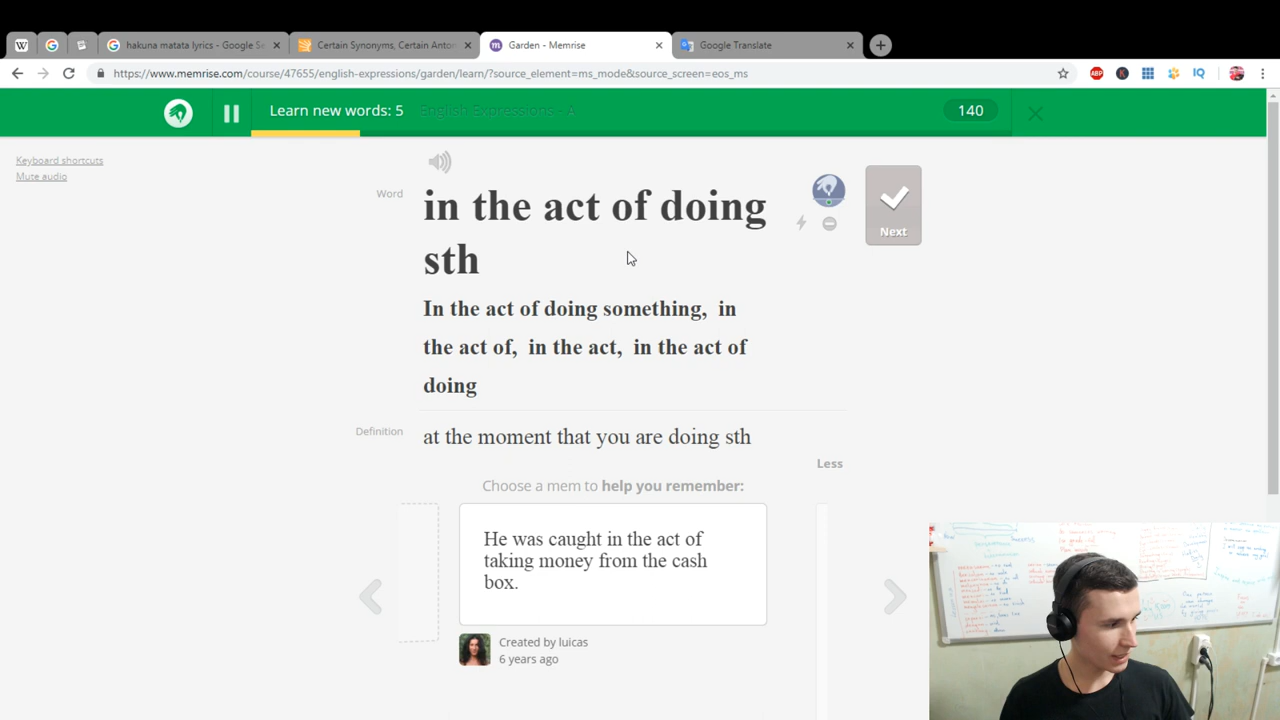 hakuna matata lyrics - Google Se
Certain Synonyms, Certain Anton
Garden - Memrise
Google Translate
https://www.memrise.com/course/47655/english-expressions/garden/learn/?source_element=ms_mode&source_screen=eos_ms
ABP
K
IQ
Learn new words: 5
English Expressions - A
140
Keyboard shortcuts
Mute audio
Word
in the act of doing
sth
Next
In the act of doing something, in
the act of, in the act, in the act of
doing
Definition
at the moment that you are doing sth
Less
Choose a mem to help you remember:
He was caught in the act of
taking money from the cash
box.
Created by luicas
6 years ago